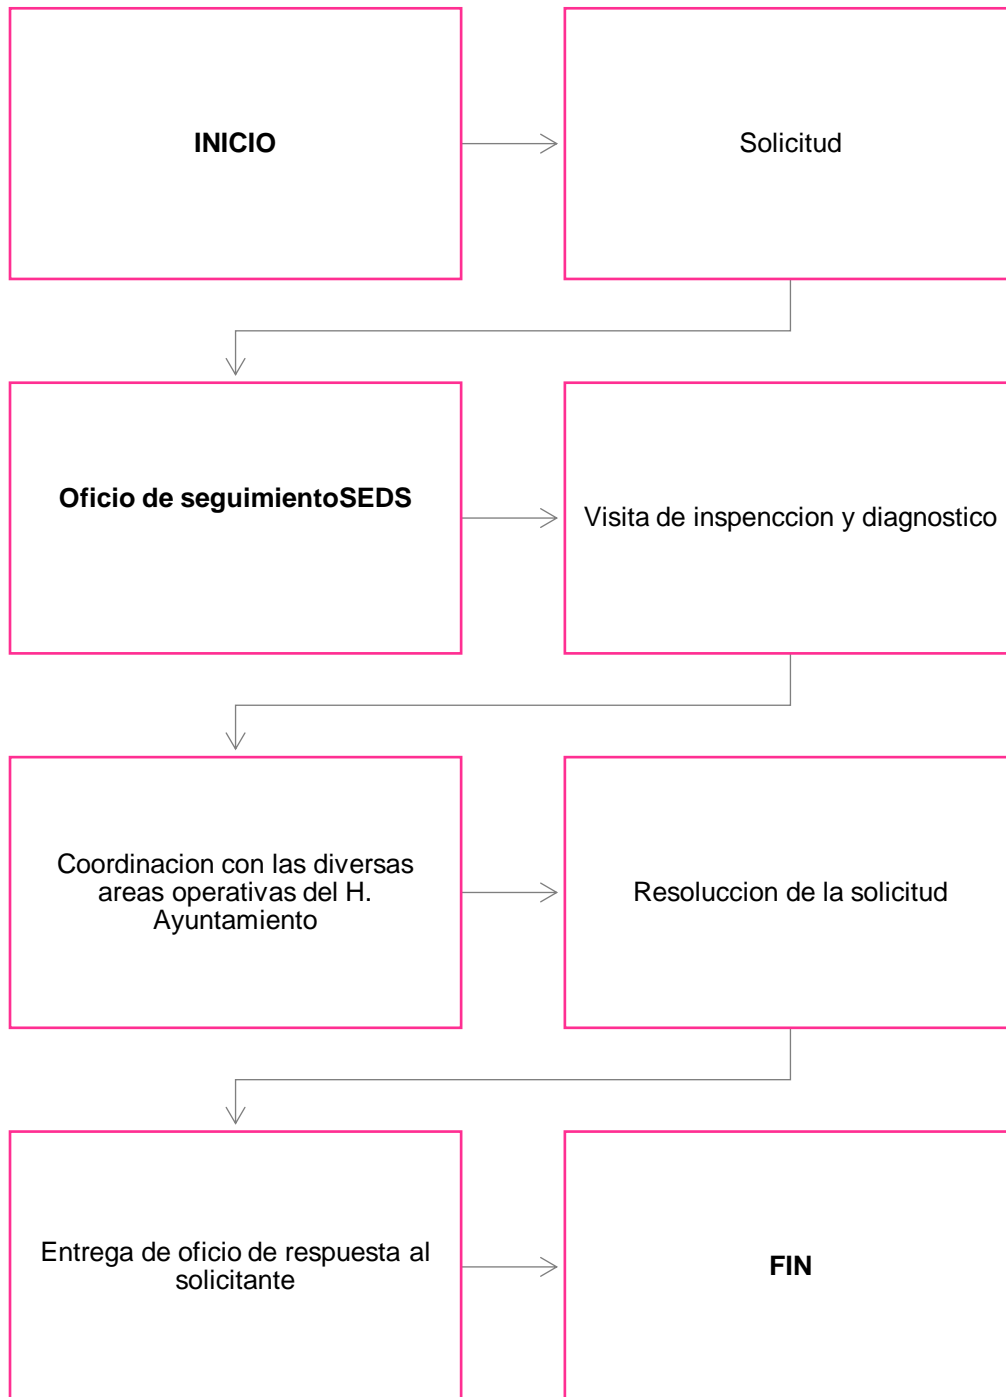 INICIO
Solicitud
Oficio de seguimientoSEDS
Visita de inspenccion y diagnostico
Coordinacion con las diversas
areas operativas del H.
Ayuntamiento
Resoluccion de la solicitud
Entrega de oficio de respuesta al
solicitante
FIN